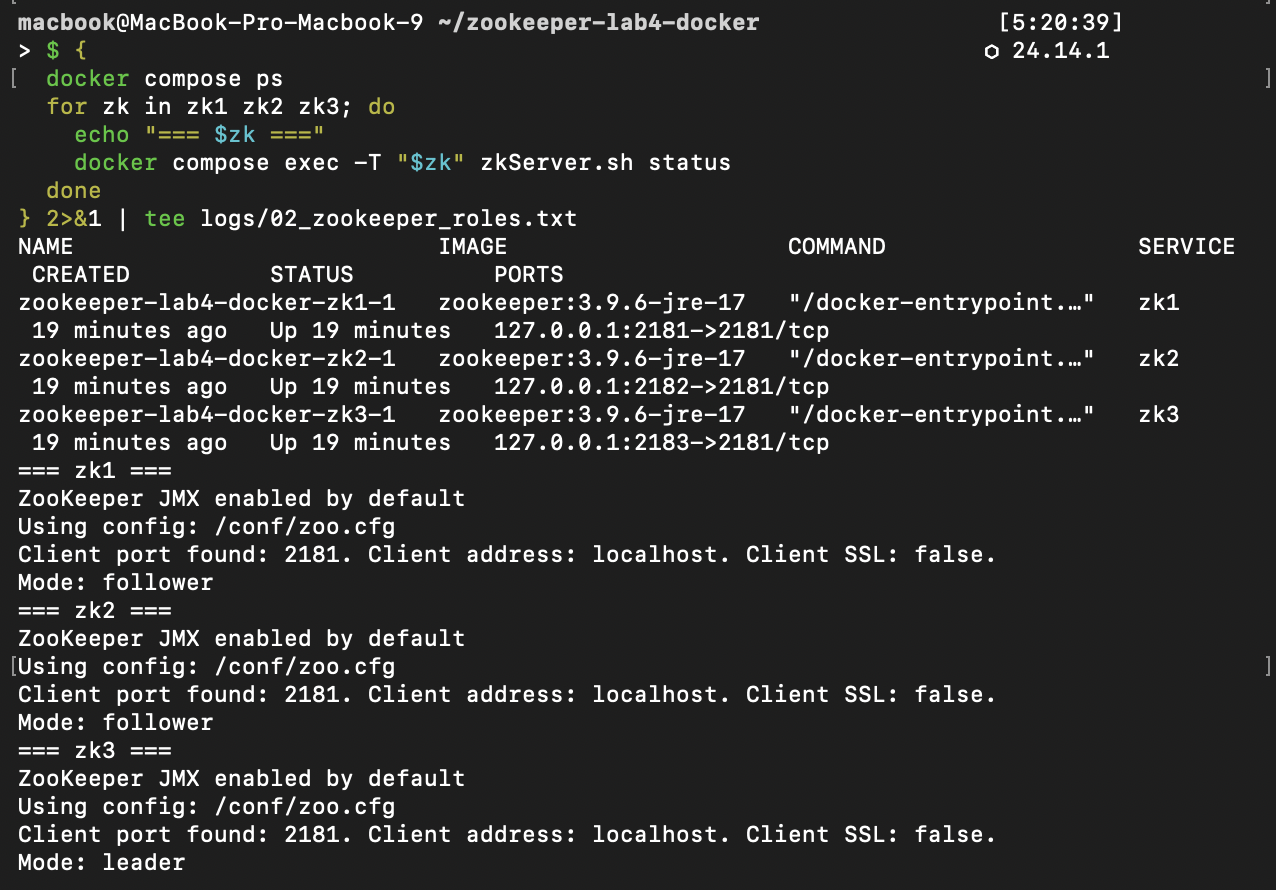 macbook@MacBook-Pro-Macbook-9 ~/zookeeper-lab4-docker [5:20:39]
> $ { ⬡ 24.14.1
[ docker compose ps ]
for zk in zk1 zk2 zk3; do
echo "=== $zk ==="
docker compose exec -T "$zk" zkServer.sh status
done
} 2>&1 | tee logs/02_zookeeper_roles.txt
NAME IMAGE COMMAND SERVICE
CREATED STATUS PORTS
zookeeper-lab4-docker-zk1-1 zookeeper:3.9.6-jre-17 "/docker-entrypoint.…" zk1
19 minutes ago Up 19 minutes 127.0.0.1:2181->2181/tcp
zookeeper-lab4-docker-zk2-1 zookeeper:3.9.6-jre-17 "/docker-entrypoint.…" zk2
19 minutes ago Up 19 minutes 127.0.0.1:2182->2181/tcp
zookeeper-lab4-docker-zk3-1 zookeeper:3.9.6-jre-17 "/docker-entrypoint.…" zk3
19 minutes ago Up 19 minutes 127.0.0.1:2183->2181/tcp
=== zk1 ===
ZooKeeper JMX enabled by default
Using config: /conf/zoo.cfg
Client port found: 2181. Client address: localhost. Client SSL: false.
Mode: follower
=== zk2 ===
ZooKeeper JMX enabled by default
[Using config: /conf/zoo.cfg ]
Client port found: 2181. Client address: localhost. Client SSL: false.
Mode: follower
=== zk3 ===
ZooKeeper JMX enabled by default
Using config: /conf/zoo.cfg
Client port found: 2181. Client address: localhost. Client SSL: false.
Mode: leader